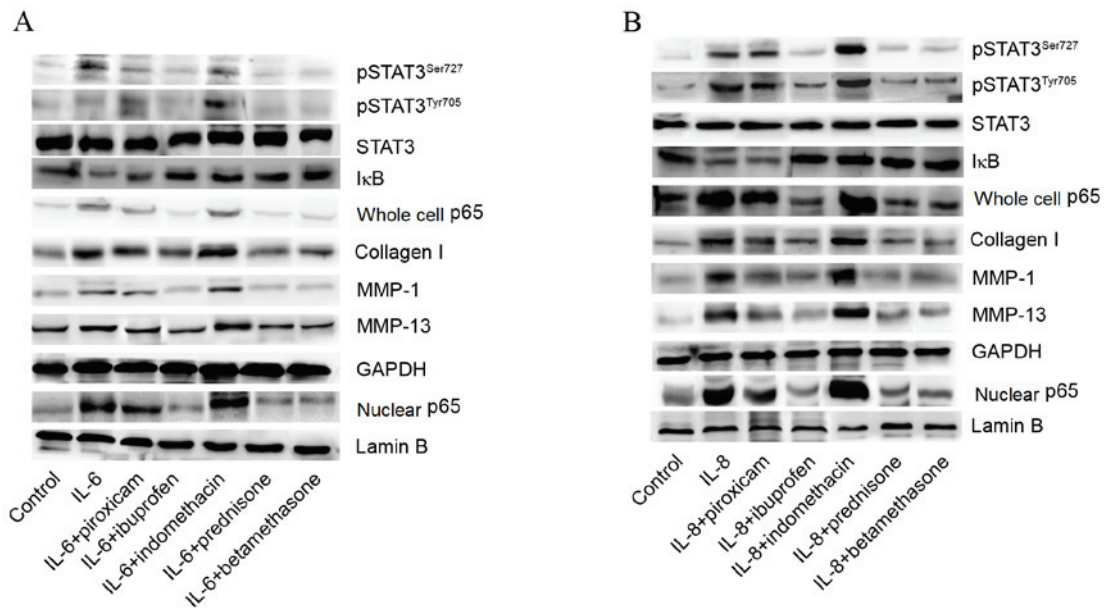 A
pSTAT3Ser727
pSTAT3Tyr705
STAT3
IκB
Whole cell p65
Collagen I
MMP-1
MMP-13
GAPDH
Nuclear p65
Lamin B
Control
IL-6
IL-6+piroxicam
IL-6+ibuprofen
IL-6+indomethacin
IL-6+prednisone
IL-6+betamethasone
B
pSTAT3Ser727
pSTAT3Tyr705
STAT3
IκB
Whole cell p65
Collagen I
MMP-1
MMP-13
GAPDH
Nuclear p65
Lamin B
Control
IL-8
IL-8+piroxicam
IL-8+ibuprofen
IL-8+indomethacin
IL-8+prednisone
IL-8+betamethasone